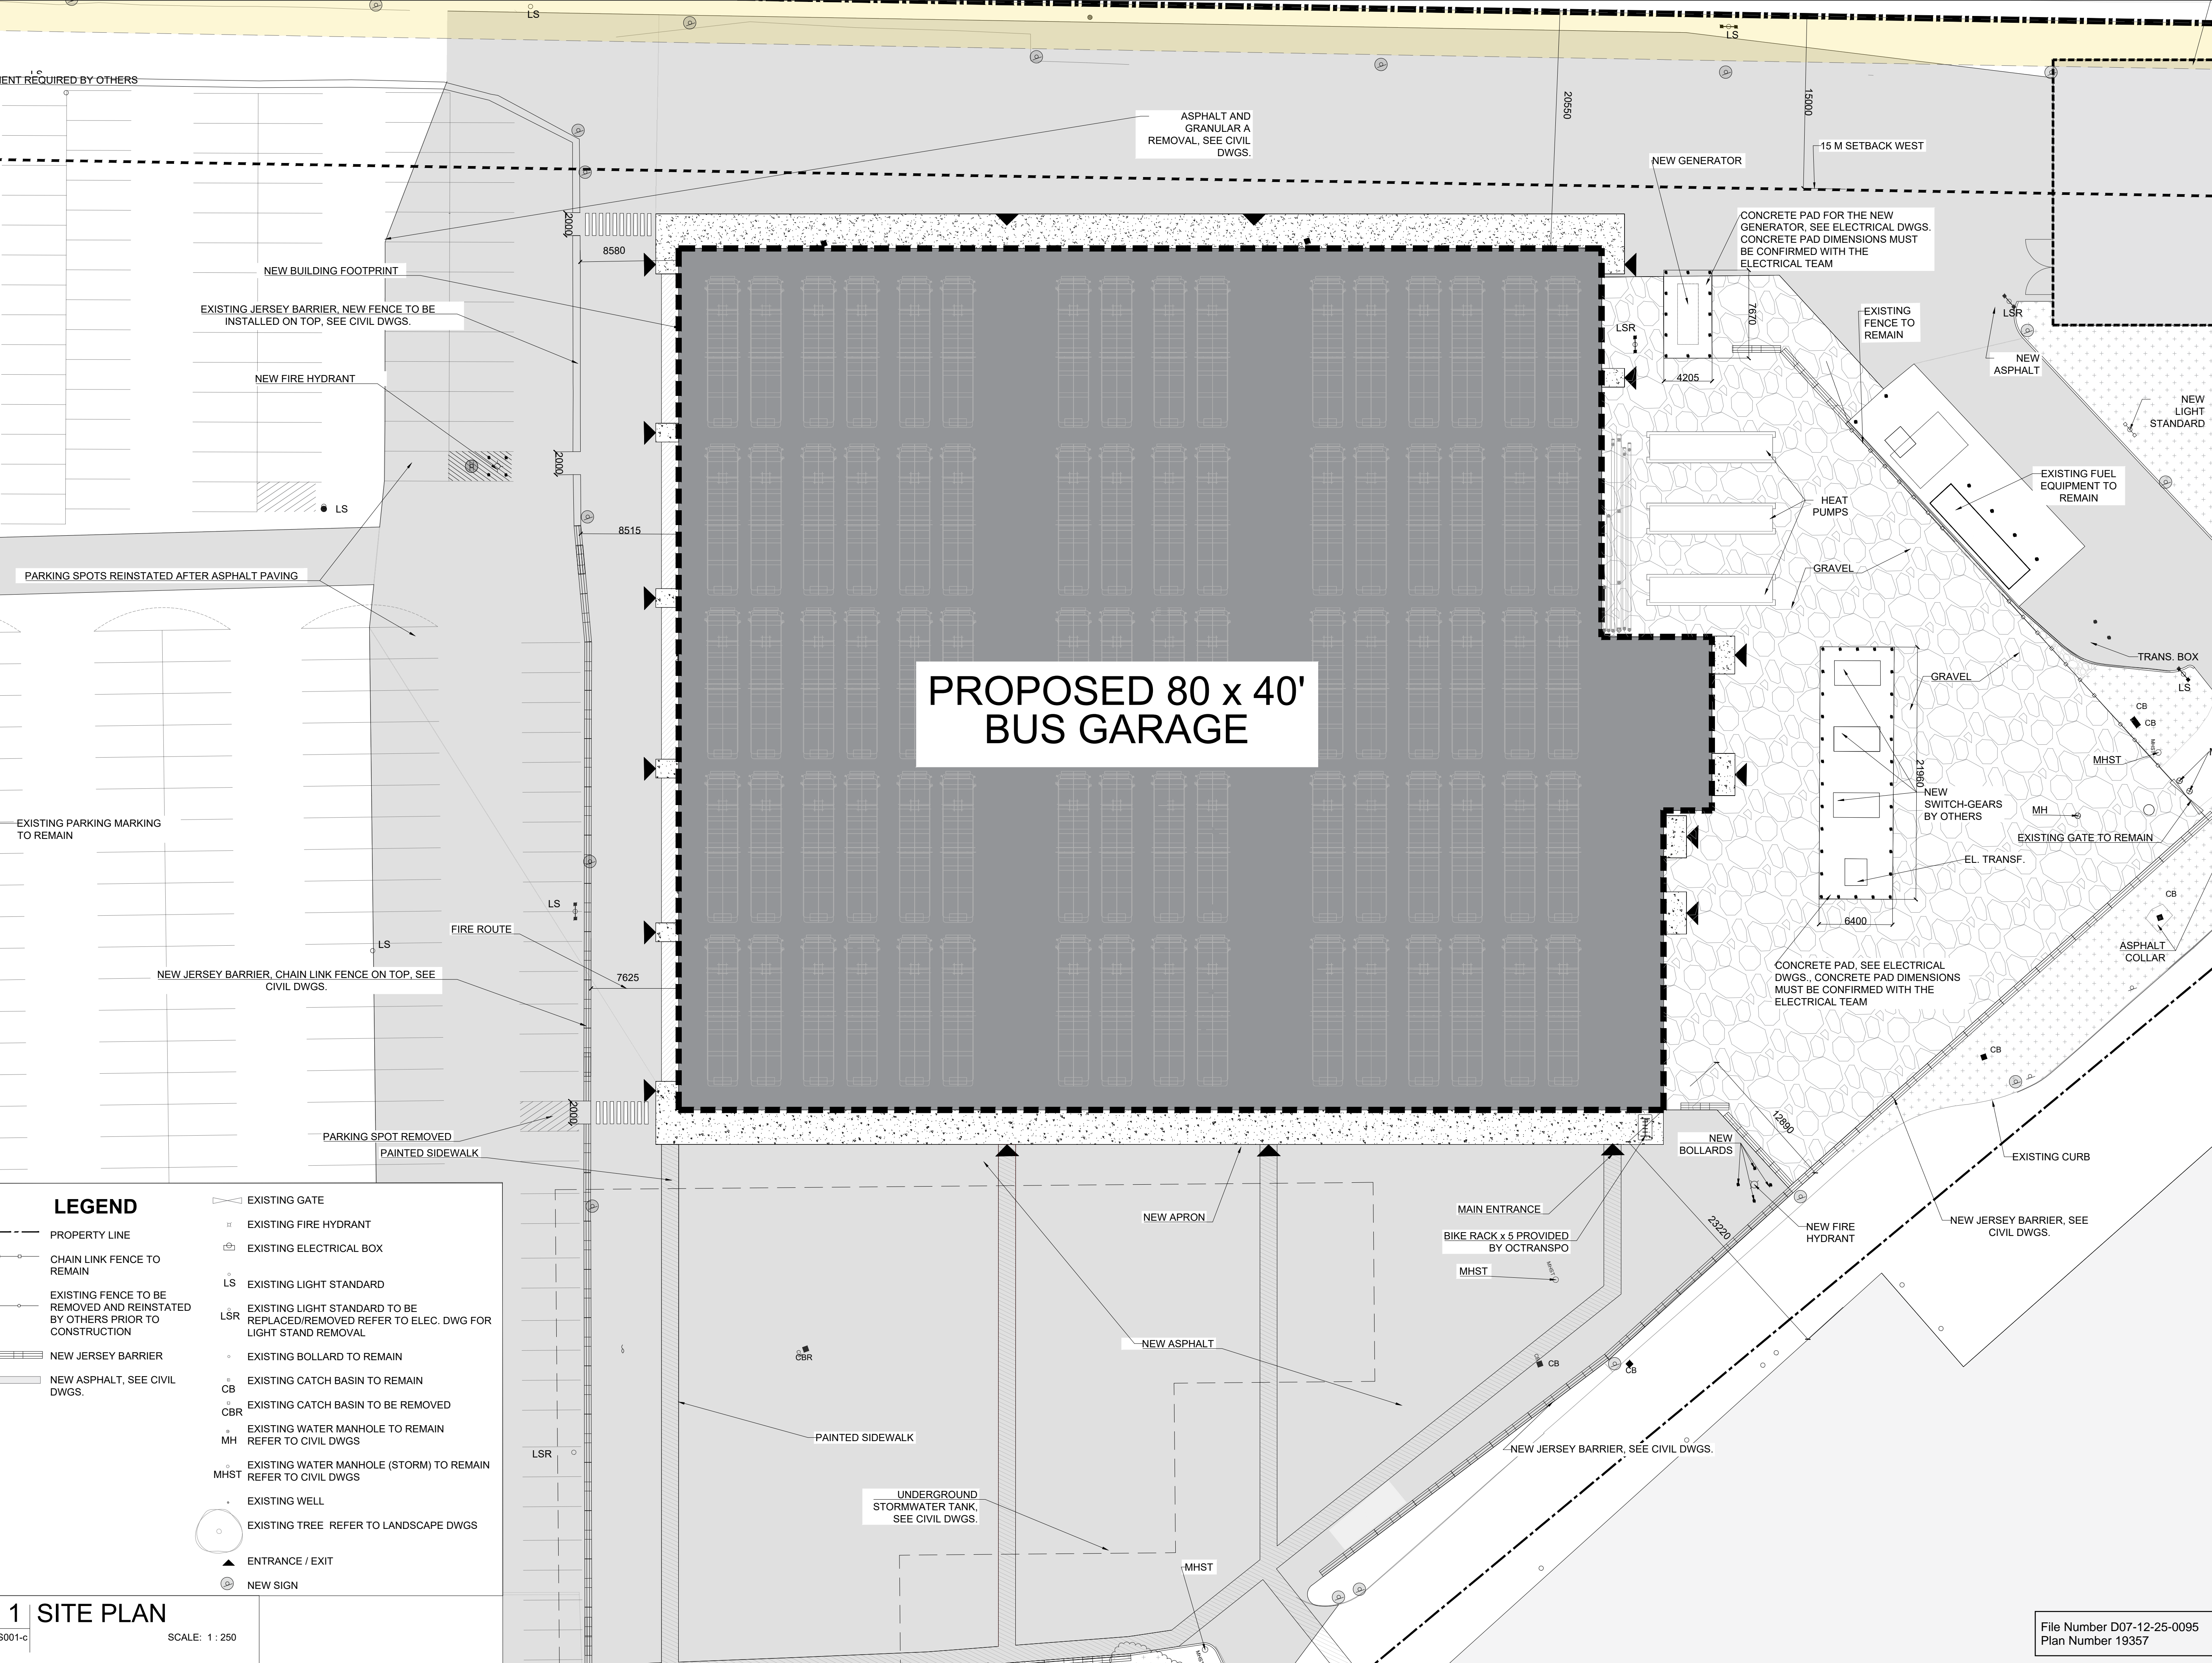 LS
LS
LS
MENT REQUIRED BY OTHERS
20550
15000
ASPHALT AND
GRANULAR A
REMOVAL, SEE CIVIL
DWGS.
15 M SETBACK WEST
NEW GENERATOR
CONCRETE PAD FOR THE NEW
GENERATOR, SEE ELECTRICAL DWGS.
CONCRETE PAD DIMENSIONS MUST
BE CONFIRMED WITH THE
ELECTRICAL TEAM
2000
8580
NEW BUILDING FOOTPRINT
EXISTING JERSEY BARRIER, NEW FENCE TO BE
INSTALLED ON TOP, SEE CIVIL DWGS.
NEW FIRE HYDRANT
LSR
7670
4205
EXISTING
FENCE TO
REMAIN
LSR
NEW
ASPHALT
NEW
LIGHT
STANDARD
2000
LS
8515
HEAT
PUMPS
EXISTING FUEL
EQUIPMENT TO
REMAIN
GRAVEL
PARKING SPOTS REINSTATED AFTER ASPHALT PAVING
TRANS. BOX
GRAVEL
LS
PROPOSED 80 x 40'
BUS GARAGE
CB
CB
MHST
MHST
21960
NEW
SWITCH-GEARS
BY OTHERS
MH
EXISTING GATE TO REMAIN
EXISTING PARKING MARKING
TO REMAIN
EL. TRANSF.
CB
LS
6400
FIRE ROUTE
LS
ASPHALT
COLLAR
NEW JERSEY BARRIER, CHAIN LINK FENCE ON TOP, SEE
CIVIL DWGS.
7625
CONCRETE PAD, SEE ELECTRICAL
DWGS., CONCRETE PAD DIMENSIONS
MUST BE CONFIRMED WITH THE
ELECTRICAL TEAM
CB
2000
PARKING SPOT REMOVED
PAINTED SIDEWALK
12890
NEW
BOLLARDS
EXISTING CURB
NEW APRON
MAIN ENTRANCE
BIKE RACK x 5 PROVIDED
BY OCTRANSPO
MHST
MHST
23220
NEW FIRE
HYDRANT
NEW JERSEY BARRIER, SEE
CIVIL DWGS.
CBR
NEW ASPHALT
CB
CB
CB
PAINTED SIDEWALK
LSR
NEW JERSEY BARRIER, SEE CIVIL DWGS.
UNDERGROUND
STORMWATER TANK,
SEE CIVIL DWGS.
MHST
MHST
LEGEND
PROPERTY LINE
CHAIN LINK FENCE TO
REMAIN
EXISTING FENCE TO BE
REMOVED AND REINSTATED
BY OTHERS PRIOR TO
CONSTRUCTION
NEW JERSEY BARRIER
NEW ASPHALT, SEE CIVIL
DWGS.
EXISTING GATE
EXISTING FIRE HYDRANT
EXISTING ELECTRICAL BOX
LS EXISTING LIGHT STANDARD
LSR EXISTING LIGHT STANDARD TO BE
REPLACED/REMOVED REFER TO ELEC. DWG FOR
LIGHT STAND REMOVAL
EXISTING BOLLARD TO REMAIN
CB EXISTING CATCH BASIN TO REMAIN
CBR EXISTING CATCH BASIN TO BE REMOVED
MH EXISTING WATER MANHOLE TO REMAIN
REFER TO CIVIL DWGS
MHST EXISTING WATER MANHOLE (STORM) TO REMAIN
REFER TO CIVIL DWGS
EXISTING WELL
EXISTING TREE REFER TO LANDSCAPE DWGS
ENTRANCE / EXIT
NEW SIGN
1 SITE PLAN
S001-c
SCALE: 1 : 250
File Number D07-12-25-0095
Plan Number 19357